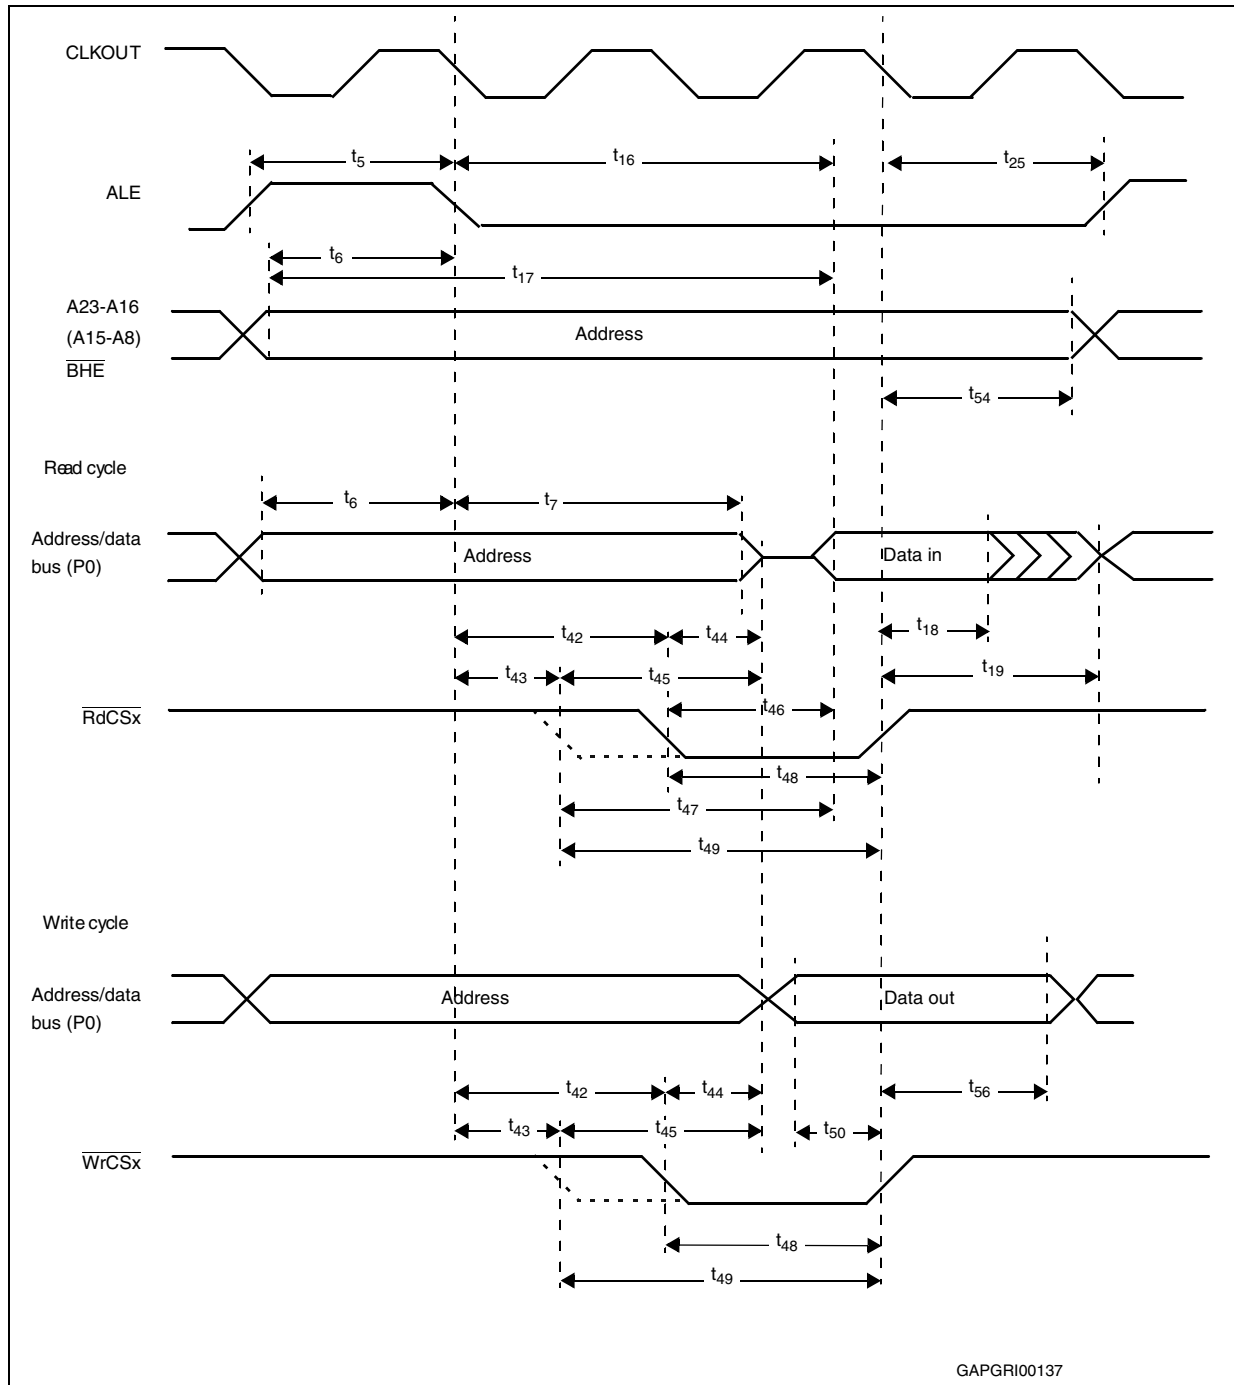 CLKOUT
t5
t16
t25
ALE
t6
t17
A23-A16
(A15-A8)
BHE
Address
t54
Read cycle
t6
t7
Address/data
bus (P0)
Address
Data in
t42
t44
t18
t43
t45
t19
RdCSx
t46
t48
t47
t49
Write cycle
Address/data
bus (P0)
Address
Data out
t42
t44
t56
t43
t45
t50
WrCSx
t48
t49
GAPGRI00137